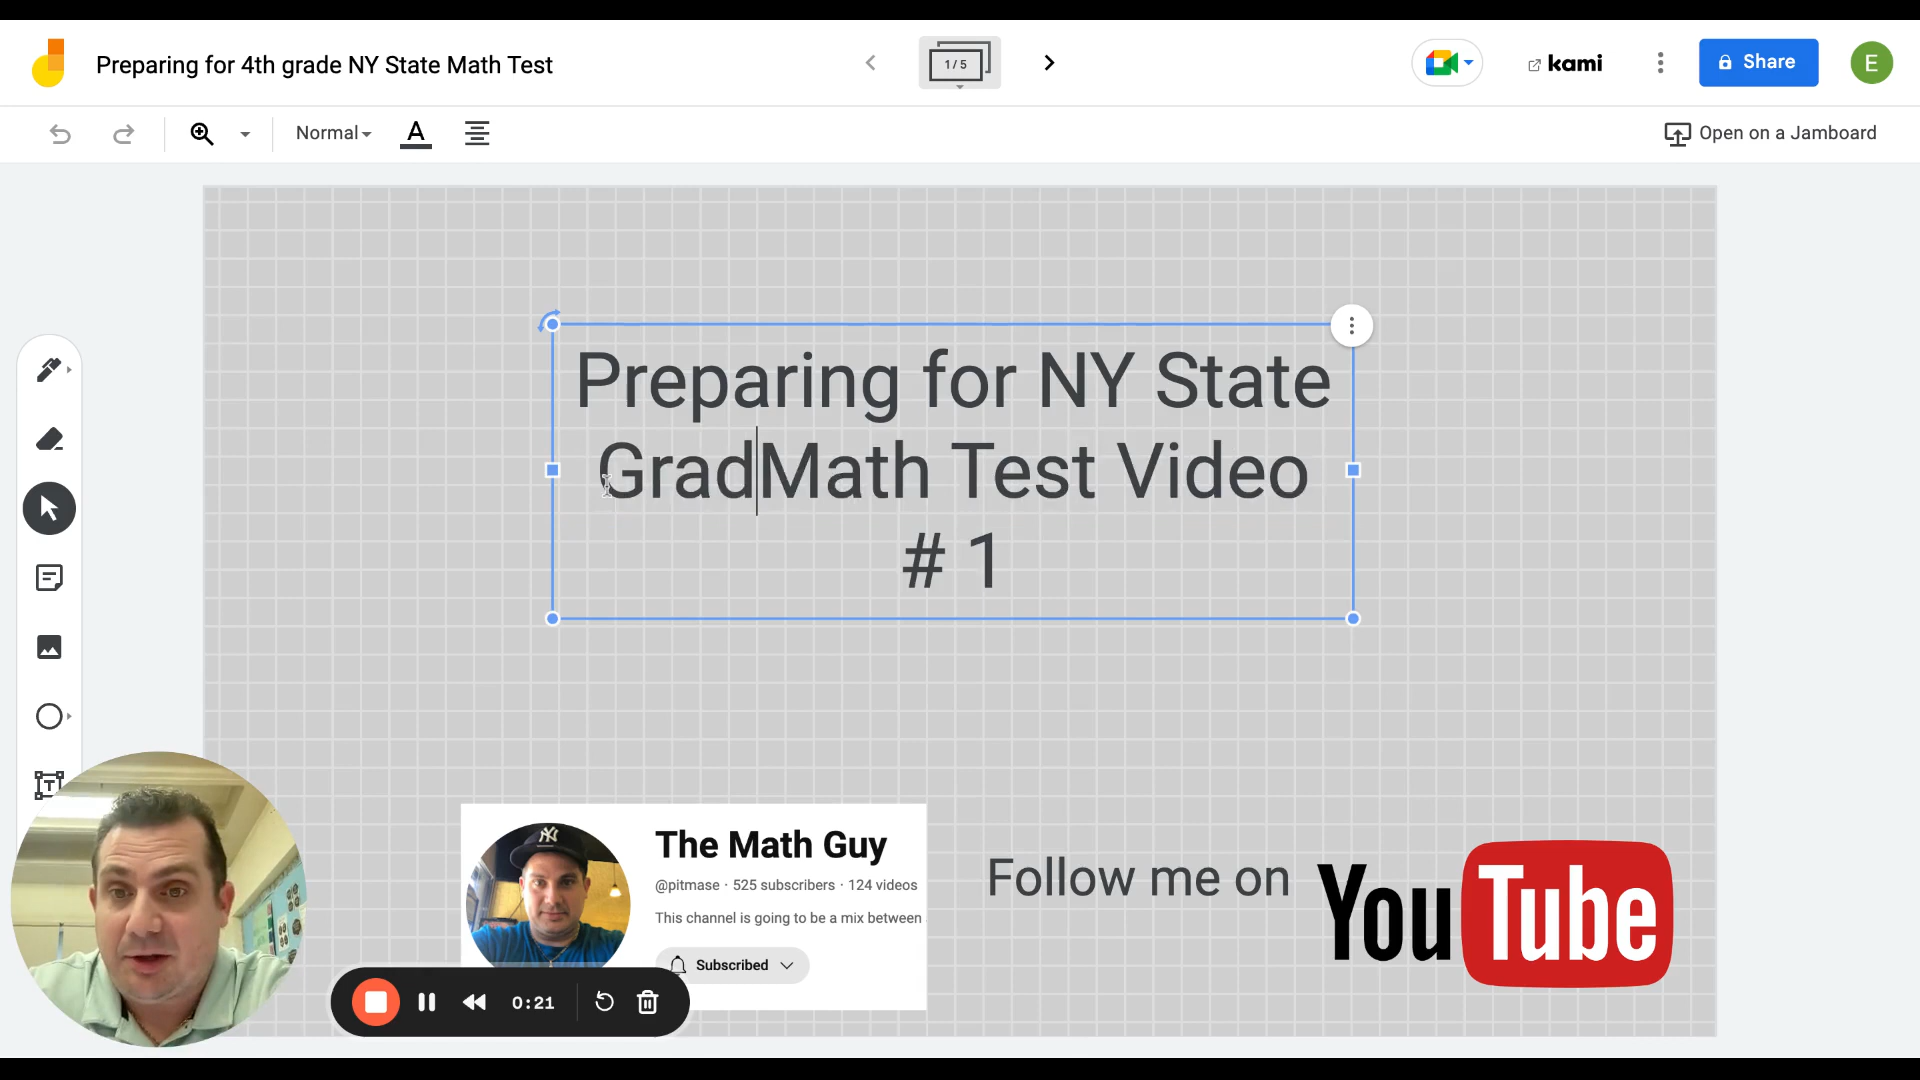 Preparing for 4th grade NY State Math Test
1 / 5
kami
Share
E
Normal
A
Open on a Jamboard
Preparing for NY State
GradMath Test Video
# 1
T
NY
The Math Guy
@pitmase · 525 subscribers · 124 videos
This channel is going to be a mix between
Subscribed
Follow me on
YouTube
0:21